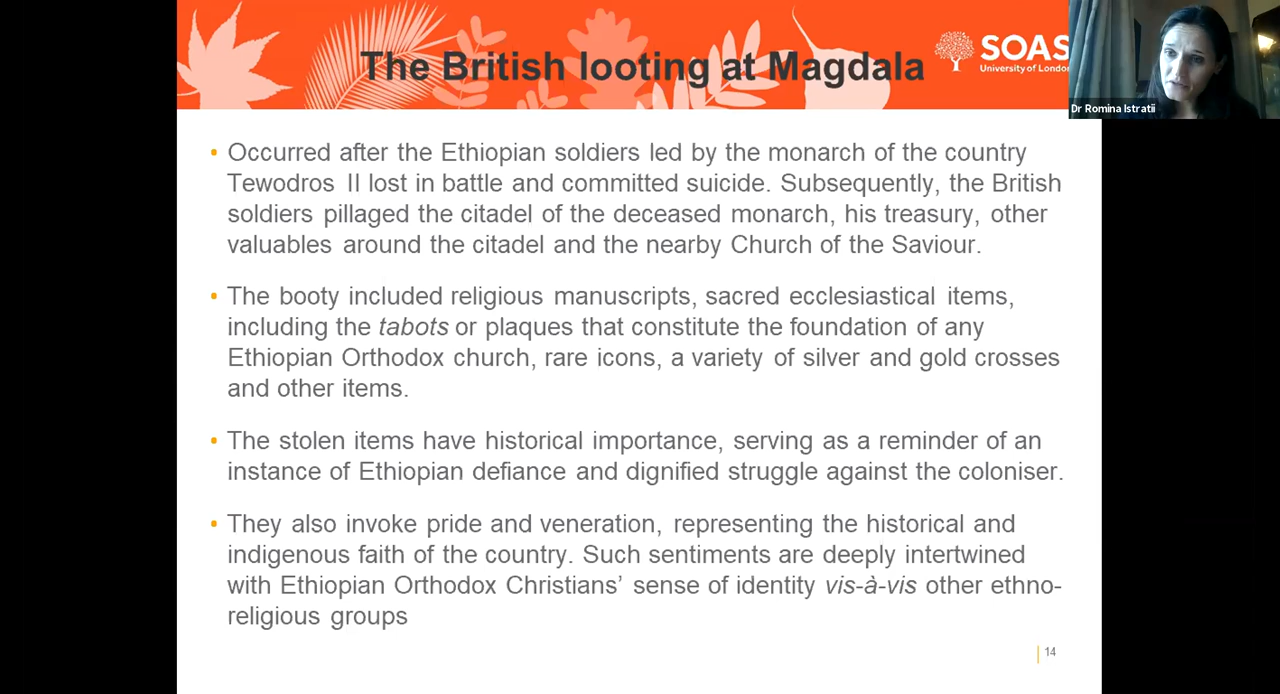 The British looting at Magdala
SOAS
University of London
Dr Romina Istratii
• Occurred after the Ethiopian soldiers led by the monarch of the country
Tewodros II lost in battle and committed suicide. Subsequently, the British
soldiers pillaged the citadel of the deceased monarch, his treasury, other
valuables around the citadel and the nearby Church of the Saviour.
• The booty included religious manuscripts, sacred ecclesiastical items,
including the tabots or plaques that constitute the foundation of any
Ethiopian Orthodox church, rare icons, a variety of silver and gold crosses
and other items.
• The stolen items have historical importance, serving as a reminder of an
instance of Ethiopian defiance and dignified struggle against the coloniser.
• They also invoke pride and veneration, representing the historical and
indigenous faith of the country. Such sentiments are deeply intertwined
with Ethiopian Orthodox Christians’ sense of identity vis-à-vis other ethno-
religious groups
14